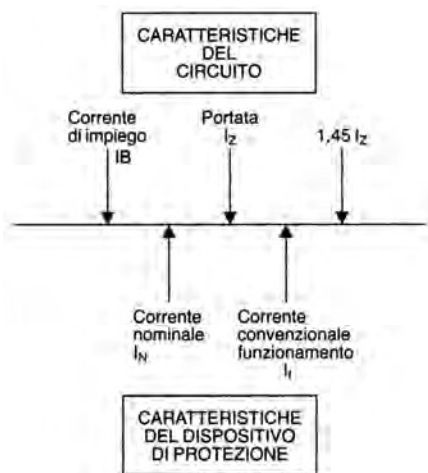 CARATTERISTICHE
DEL
CIRCUITO
Corrente
di impiego
IB
Portata
Iz
1,45 Iz
Corrente
nominale
IN
Corrente
convenzionale
funzionamento
If
CARATTERISTICHE
DEL DISPOSITIVO
DI PROTEZIONE